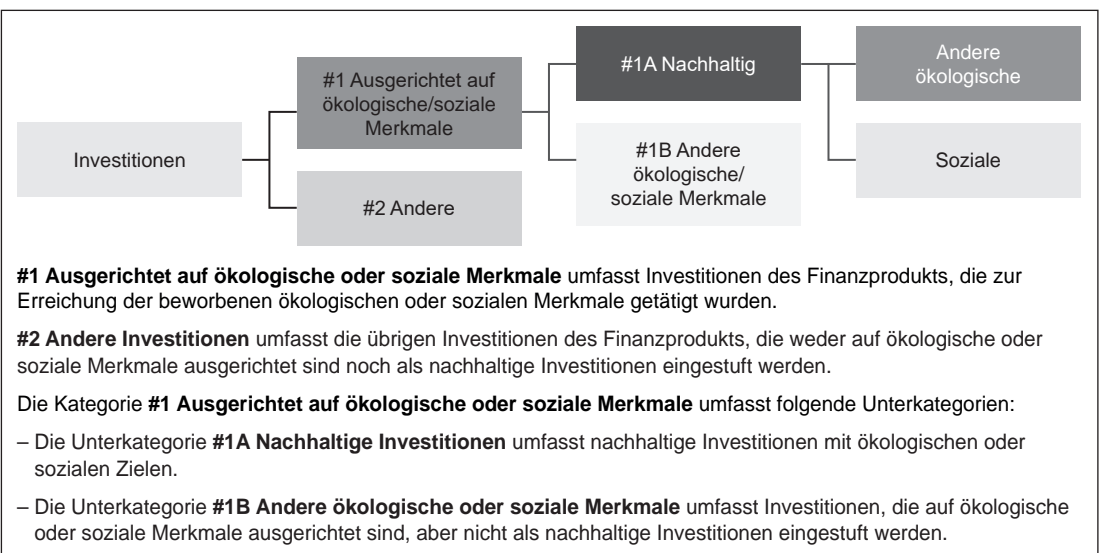 Investitionen
#1 Ausgerichtet auf
ökologische/soziale
Merkmale
#2 Andere
#1A Nachhaltig
#1B Andere
ökologische/
soziale Merkmale
Andere
ökologische
Soziale
#1 Ausgerichtet auf ökologische oder soziale Merkmale umfasst Investitionen des Finanzprodukts, die zur
Erreichung der beworbenen ökologischen oder sozialen Merkmale getätigt wurden.
#2 Andere Investitionen umfasst die übrigen Investitionen des Finanzprodukts, die weder auf ökologische oder
soziale Merkmale ausgerichtet sind noch als nachhaltige Investitionen eingestuft werden.
Die Kategorie #1 Ausgerichtet auf ökologische oder soziale Merkmale umfasst folgende Unterkategorien:
– Die Unterkategorie #1A Nachhaltige Investitionen umfasst nachhaltige Investitionen mit ökologischen oder
sozialen Zielen.
– Die Unterkategorie #1B Andere ökologische oder soziale Merkmale umfasst Investitionen, die auf ökologische
oder soziale Merkmale ausgerichtet sind, aber nicht als nachhaltige Investitionen eingestuft werden.